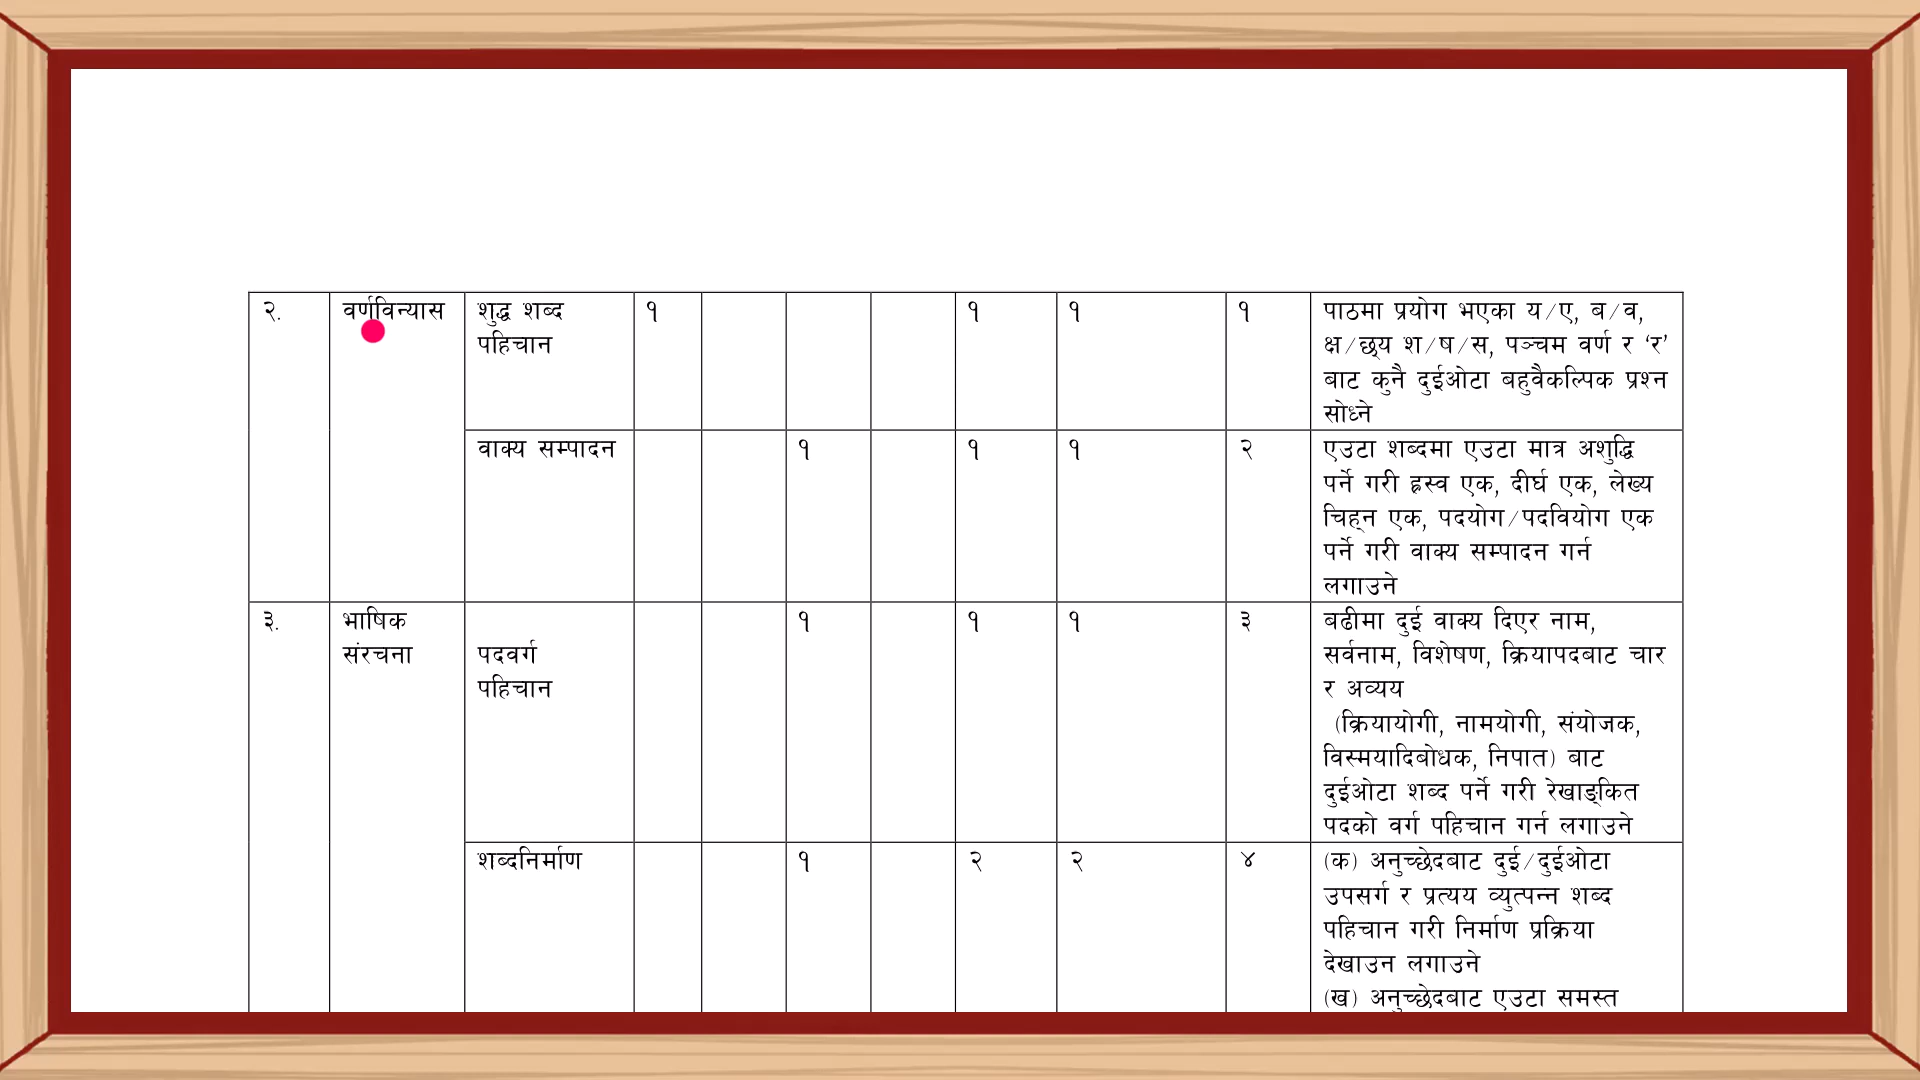 २. वर्णविन्यास शुद्ध शब्द १ १ १ १ पाठमा प्रयोग भएका य/ए, ब/व,
पहिचान क्ष/छ्य श/ष/स, पञ्चम वर्ण र ‘र’
बाट कुनै दुईओटा बहुवैकल्पिक प्रश्न
सोध्ने
वाक्य सम्पादन १ १ १ २ एउटा शब्दमा एउटा मात्र अशुद्धि
पर्ने गरी ह्रस्व एक, दीर्घ एक, लेख्य
चिह्न एक, पदयोग/पदवियोग एक
पर्ने गरी वाक्य सम्पादन गर्न
लगाउने
३. भाषिक १ १ १ ३ बढीमा दुई वाक्य दिएर नाम,
संरचना पदवर्ग सर्वनाम, विशेषण, क्रियापदबाट चार
पहिचान र अव्यय
(क्रियायोगी, नामयोगी, संयोजक,
विस्मयादिबोधक, निपात) बाट
दुईओटा शब्द पर्ने गरी रेखाङ्कित
पदको वर्ग पहिचान गर्न लगाउने
शब्दनिर्माण १ २ २ ४ (क) अनुच्छेदबाट दुई/दुईओटा
उपसर्ग र प्रत्यय व्युत्पन्न शब्द
पहिचान गरी निर्माण प्रक्रिया
देखाउन लगाउने
(ख) अनुच्छेदबाट एउटा समस्त